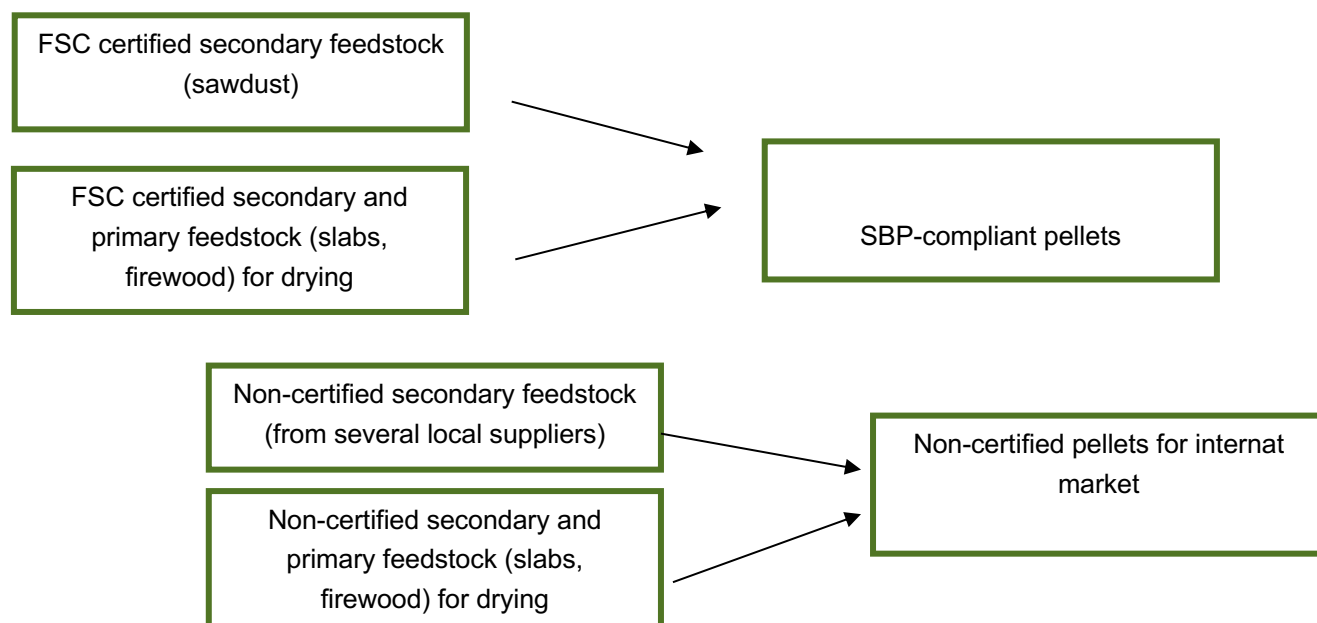 FSC certified secondary feedstock
(sawdust)
FSC certified secondary and
primary feedstock (slabs,
firewood) for drying
SBP-compliant pellets
Non-certified secondary feedstock
(from several local suppliers)
Non-certified secondary and
primary feedstock (slabs,
firewood) for drying
Non-certified pellets for internat
market